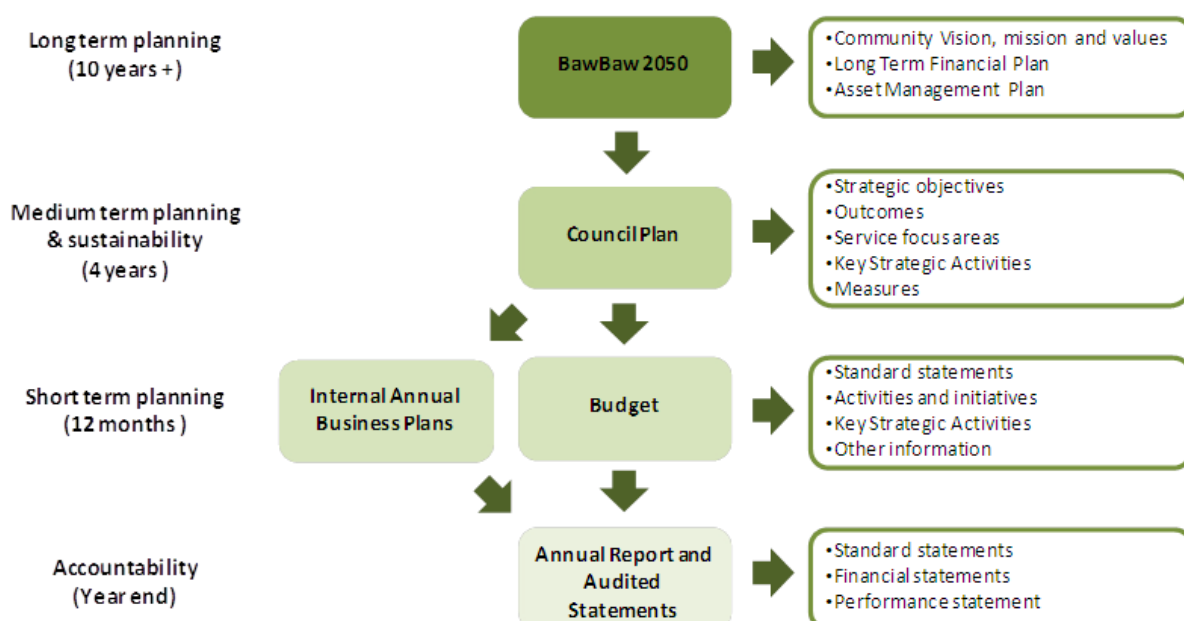 Long term planning
(10 years +)
BawBaw 2050
•Community Vision, mission and values
•Long Term Financial Plan
•Asset Management Plan
Medium term planning
& sustainability
(4 years )
Council Plan
•Strategic objectives
•Outcomes
•Service focus areas
•Key Strategic Activities
•Measures
Short term planning
(12 months )
Internal Annual
Business Plans
Budget
•Standard statements
•Activities and initiatives
•Key Strategic Activities
•Other information
Accountability
(Year end)
Annual Report and
Audited
Statements
•Standard statements
•Financial statements
•Performance statement